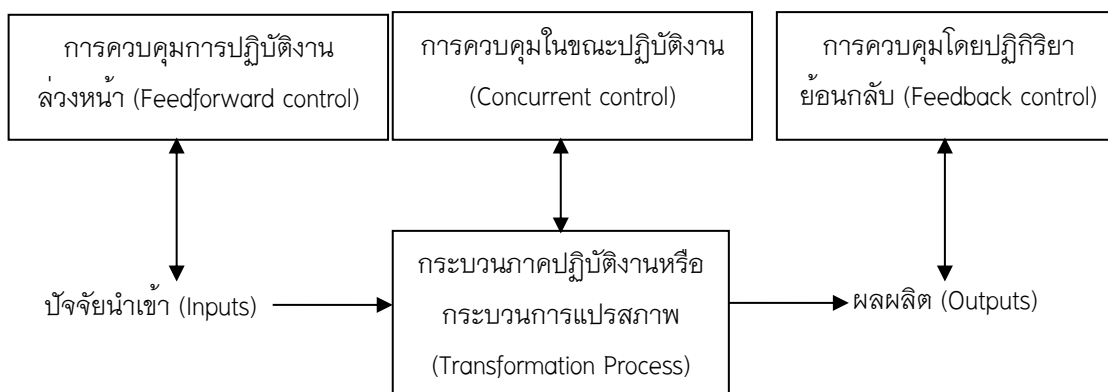 การควบคุมการปฏิบัติงาน
ล่วงหน้า (Feedforward control)
การควบคุมในขณะปฏิบัติงาน
(Concurrent control)
การควบคุมโดยปฏิกิริยา
ย้อนกลับ (Feedback control)
ปัจจัยนำเข้า (Inputs)
กระบวนภาคปฏิบัติงานหรือ
กระบวนการแปรสภาพ
(Transformation Process)
ผลผลิต (Outputs)